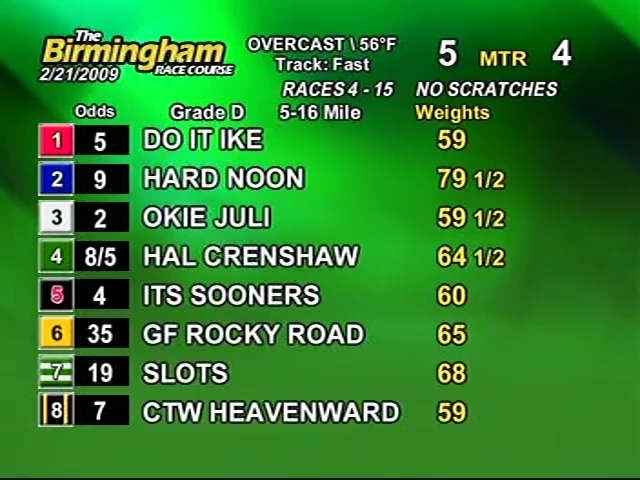 The
Birmingham
RACE COURSE
2/21/2009
OVERCAST \ 56°F
Track: Fast
5 MTR 4
RACES 4 - 15 NO SCRATCHES
Odds Grade D 5-16 Mile Weights
1 5 DO IT IKE 59
2 9 HARD NOON 79 1/2
3 2 OKIE JULI 59 1/2
4 8/5 HAL CRENSHAW 64 1/2
5 4 ITS SOONERS 60
6 35 GF ROCKY ROAD 65
7 19 SLOTS 68
8 7 CTW HEAVENWARD 59